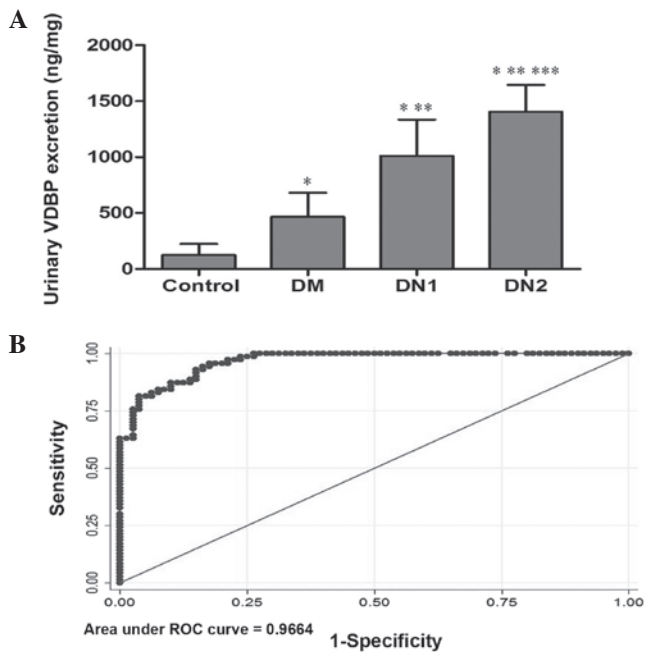 A
Urinary VDBP excretion (ng/mg)
2000
1500
1000
500
0
*
* **
* ** ***
Control DM DN1 DN2
B
Sensitivity
1.00
0.75
0.50
0.25
0.00
0.00 0.25 0.50 0.75 1.00
Area under ROC curve = 0.9664
1-Specificity